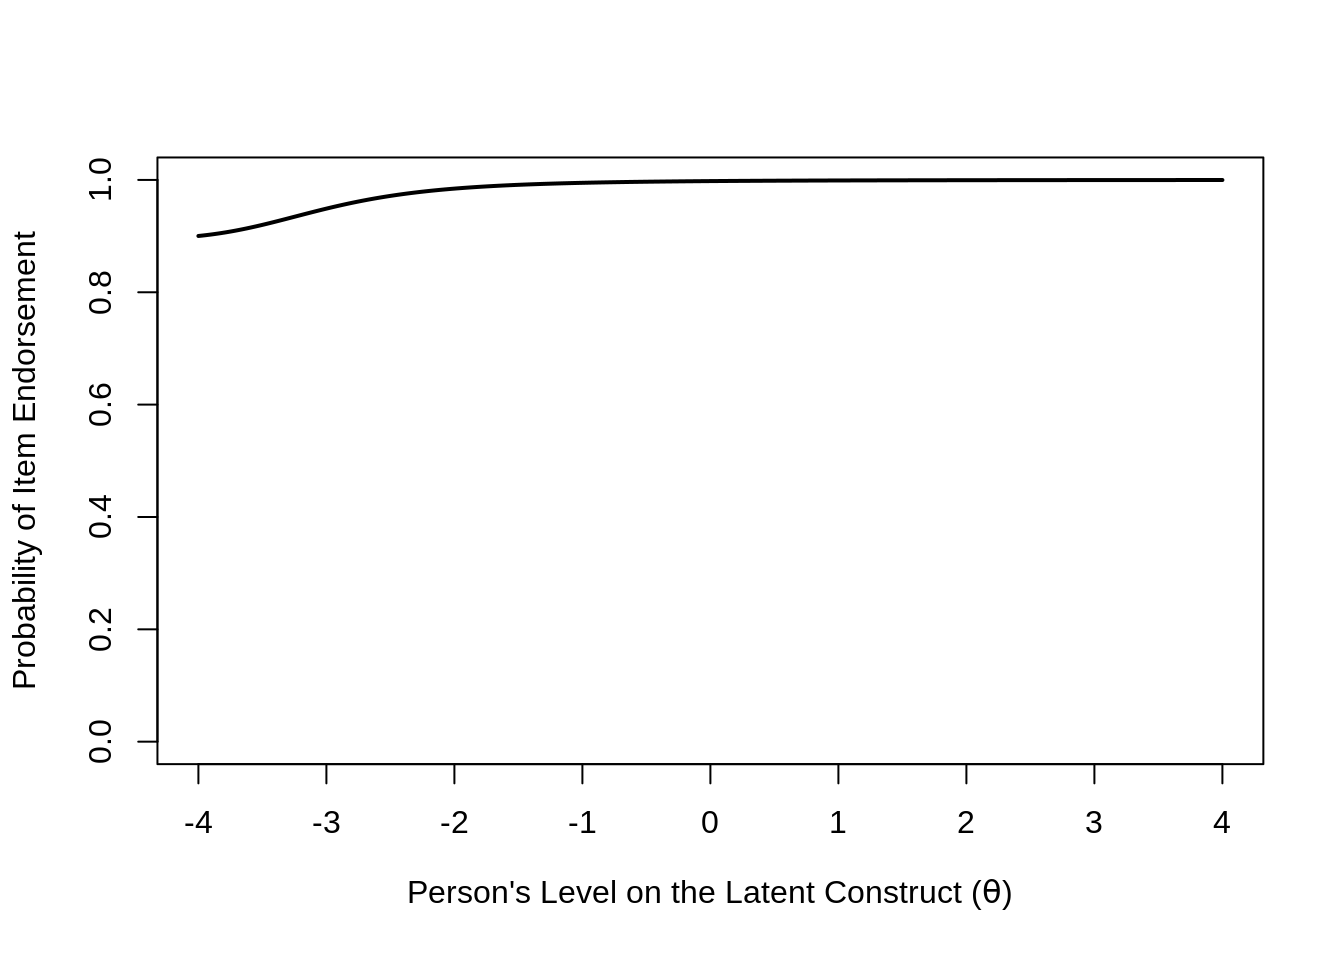 1.0
0.8
0.6
0.4
0.2
0.0
Probability of Item Endorsement
-4 -3 -2 -1 0 1 2 3 4
Person's Level on the Latent Construct (θ)